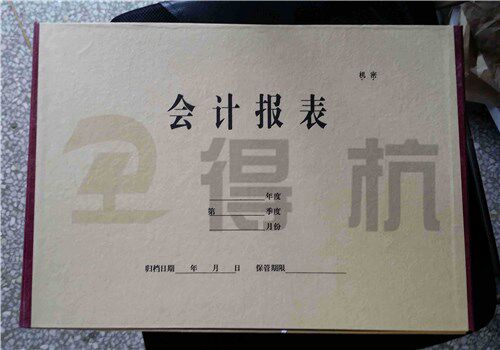 机密
会计报表
得杭
年度
第 季度
月份
归档日期 年 月 日 保管期限